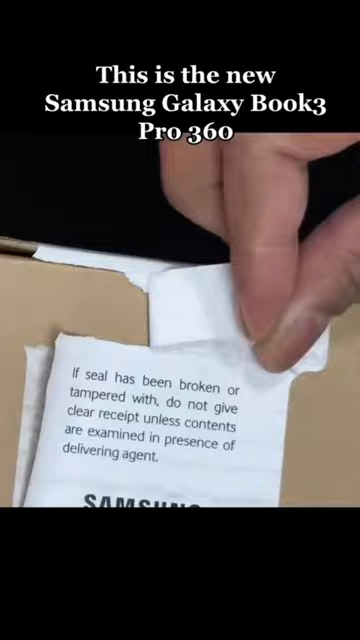 This is the new
Samsung Galaxy Book3
Pro 360
If seal has been broken or
tampered with, do not give
clear receipt unless contents
are examined in presence of
delivering agent.
SAMSUNG